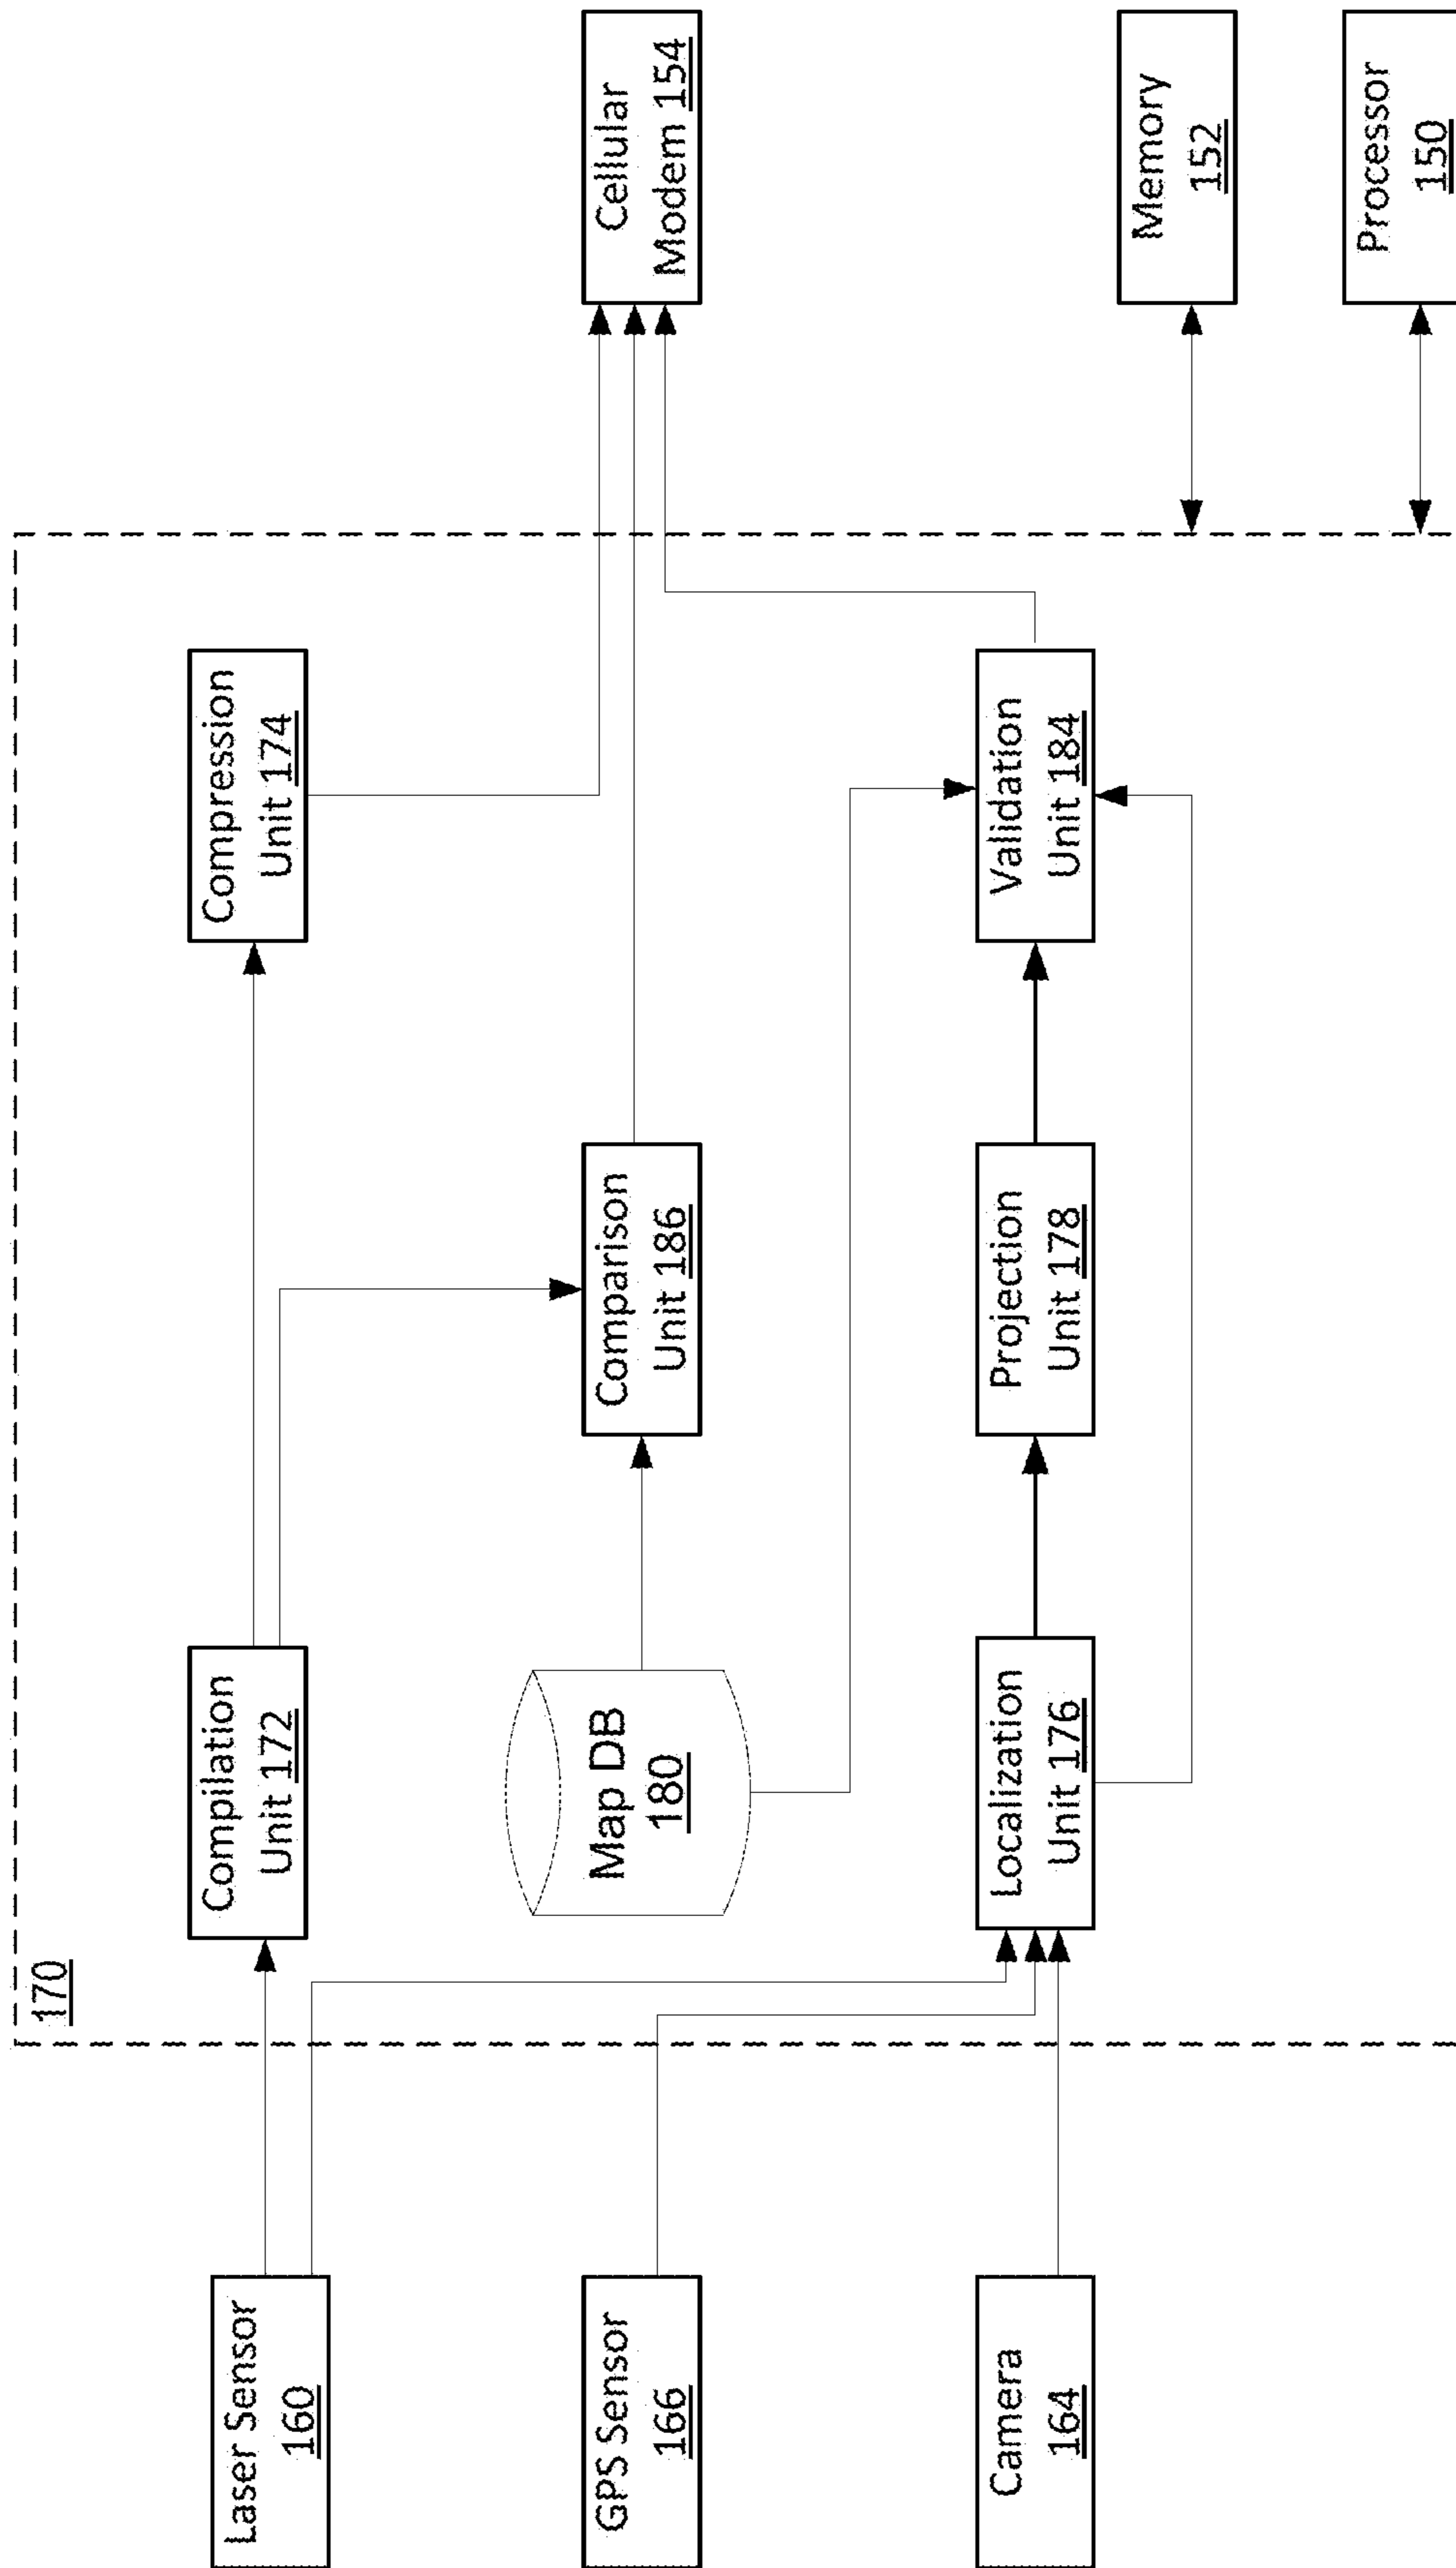 170
Laser Sensor
160
Compilation
Unit 172
Compression
Unit 174
GPS Sensor
166
Map DB
180
Comparison
Unit 186
Cellular
Modem 154
Camera
164
Localization
Unit 176
Projection
Unit 178
Validation
Unit 184
Memory
152
Processor
150